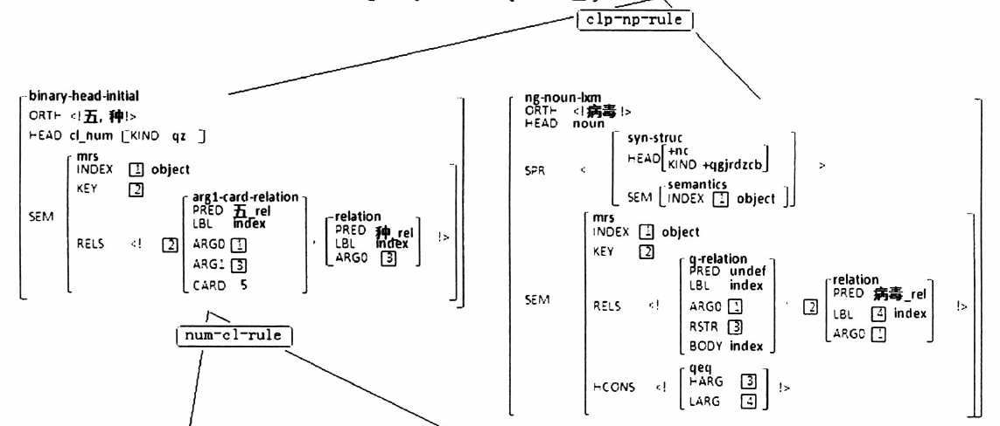 clp-np-rule
binary-head-initial
ORTH <!五, 种!>
HEAD cl_num [KIND qz ]
mrs
INDEX 1 object
KEY 2
SEM
arg1-card-relation
PRED 五_rel
LBL index
RELS <! 2 ARG0 1
ARG1 3
CARD 5
,
relation
PRED 种_rel
LBL index
ARG0 3
!>
num-cl-rule
ng-noun-lxm
ORTH <!病毒!>
HEAD noun
syn-struc
HEAD +nc
KIND +qgjrdzcb
SPR < >
SEM semantics
INDEX 1 object
mrs
INDEX 1 object
KEY 2
SEM
q-relation
PRED undef
LBL index
RELS <! ARG0 1
RSTR 3
BODY index
,
2
relation
PRED 病毒_rel
LBL 4 index
ARG0 1
!>
qeq
HCONS <! HARG 3 !>
LARG 4